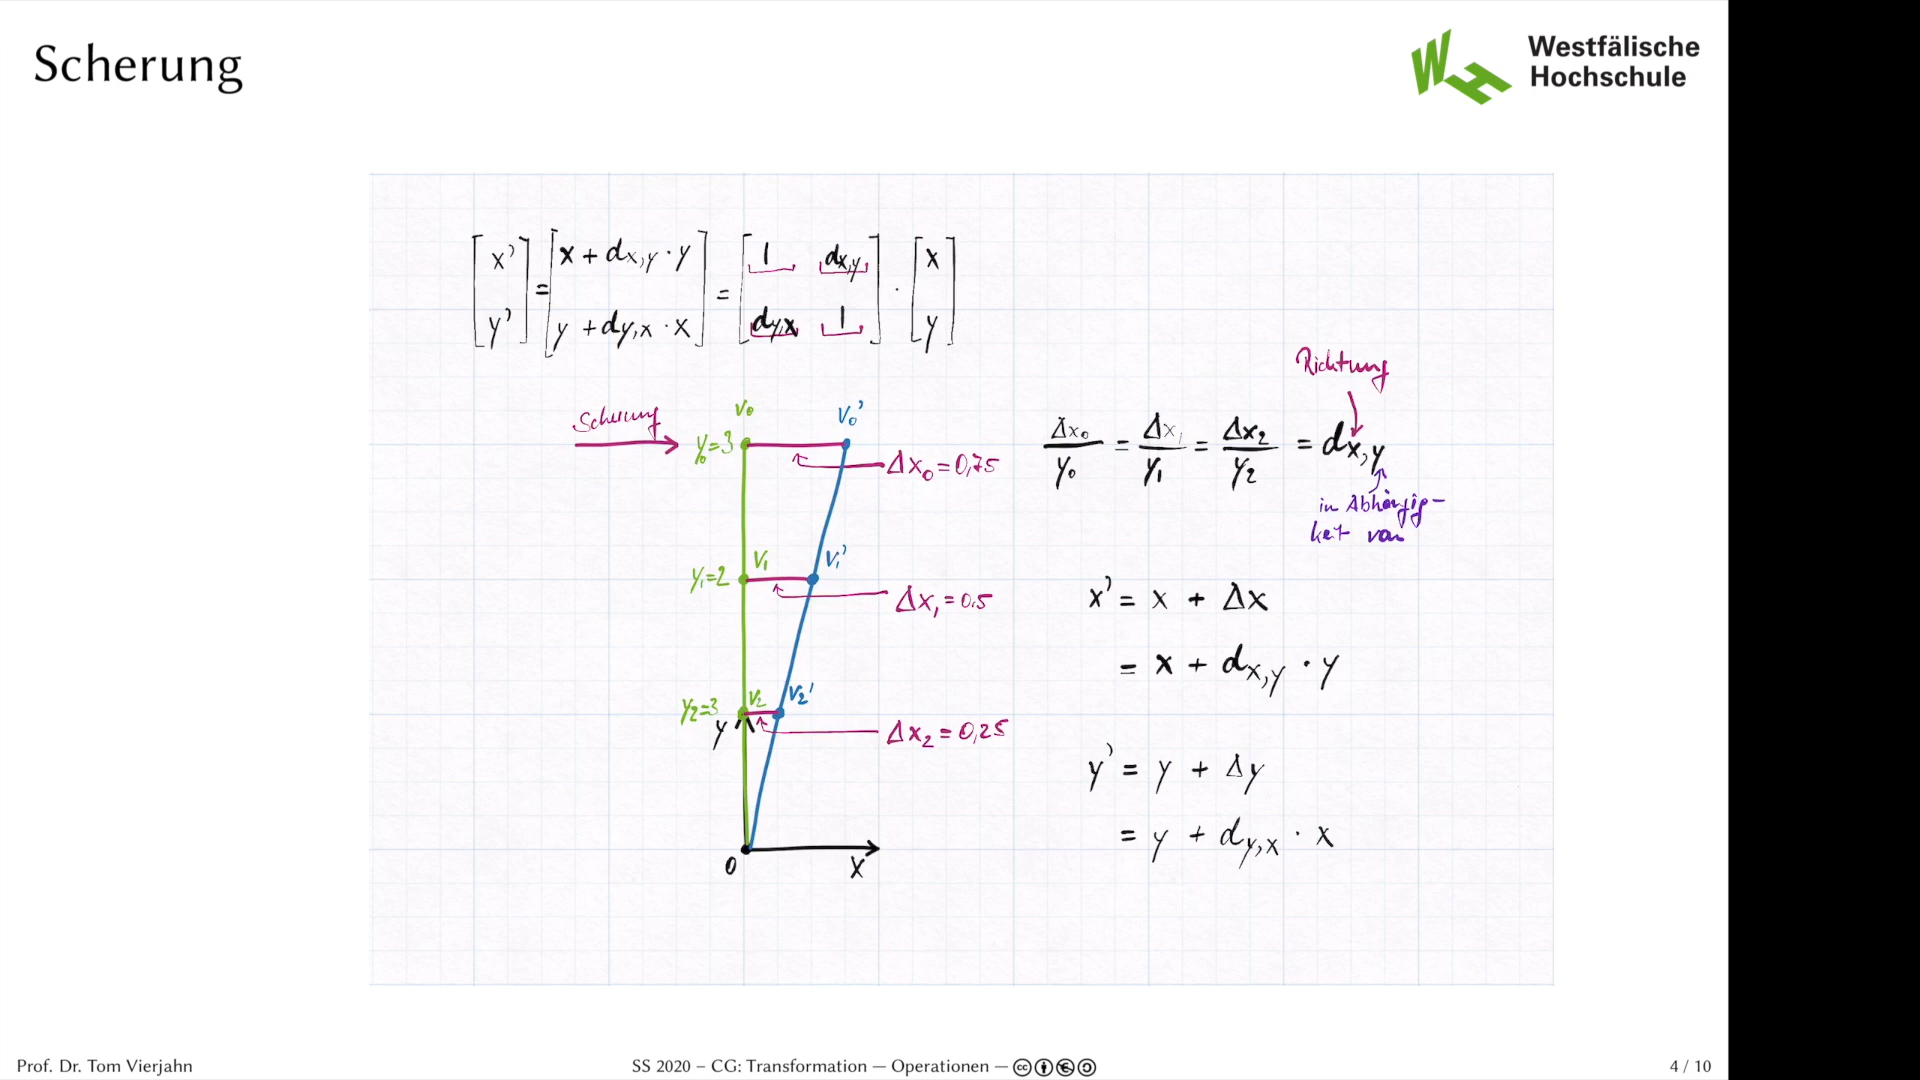 Scherung
Westfälische
Hochschule
[x' y'] = [x + dx,y · y  y + dy,x · x] = [1 dx,y  dy,x 1] · [x y]
Richtung
Scherung
V₀
V₀'
y₀=3
Δx₀=0,75
Δx₀/y₀ = Δx₁/y₁ = Δx₂/y₂ = dx,y
in Abhängig-
keit von
V₁
V₁'
y₁=2
Δx₁=0.5
x' = x + Δx
= x + dx,y · y
V₂
V₂'
y₂=3
y
Δx₂=0,25
y' = y + Δy
= y + dy,x · x
0
x
Prof. Dr. Tom Vierjahn
SS 2020 – CG: Transformation — Operationen —
4 / 10